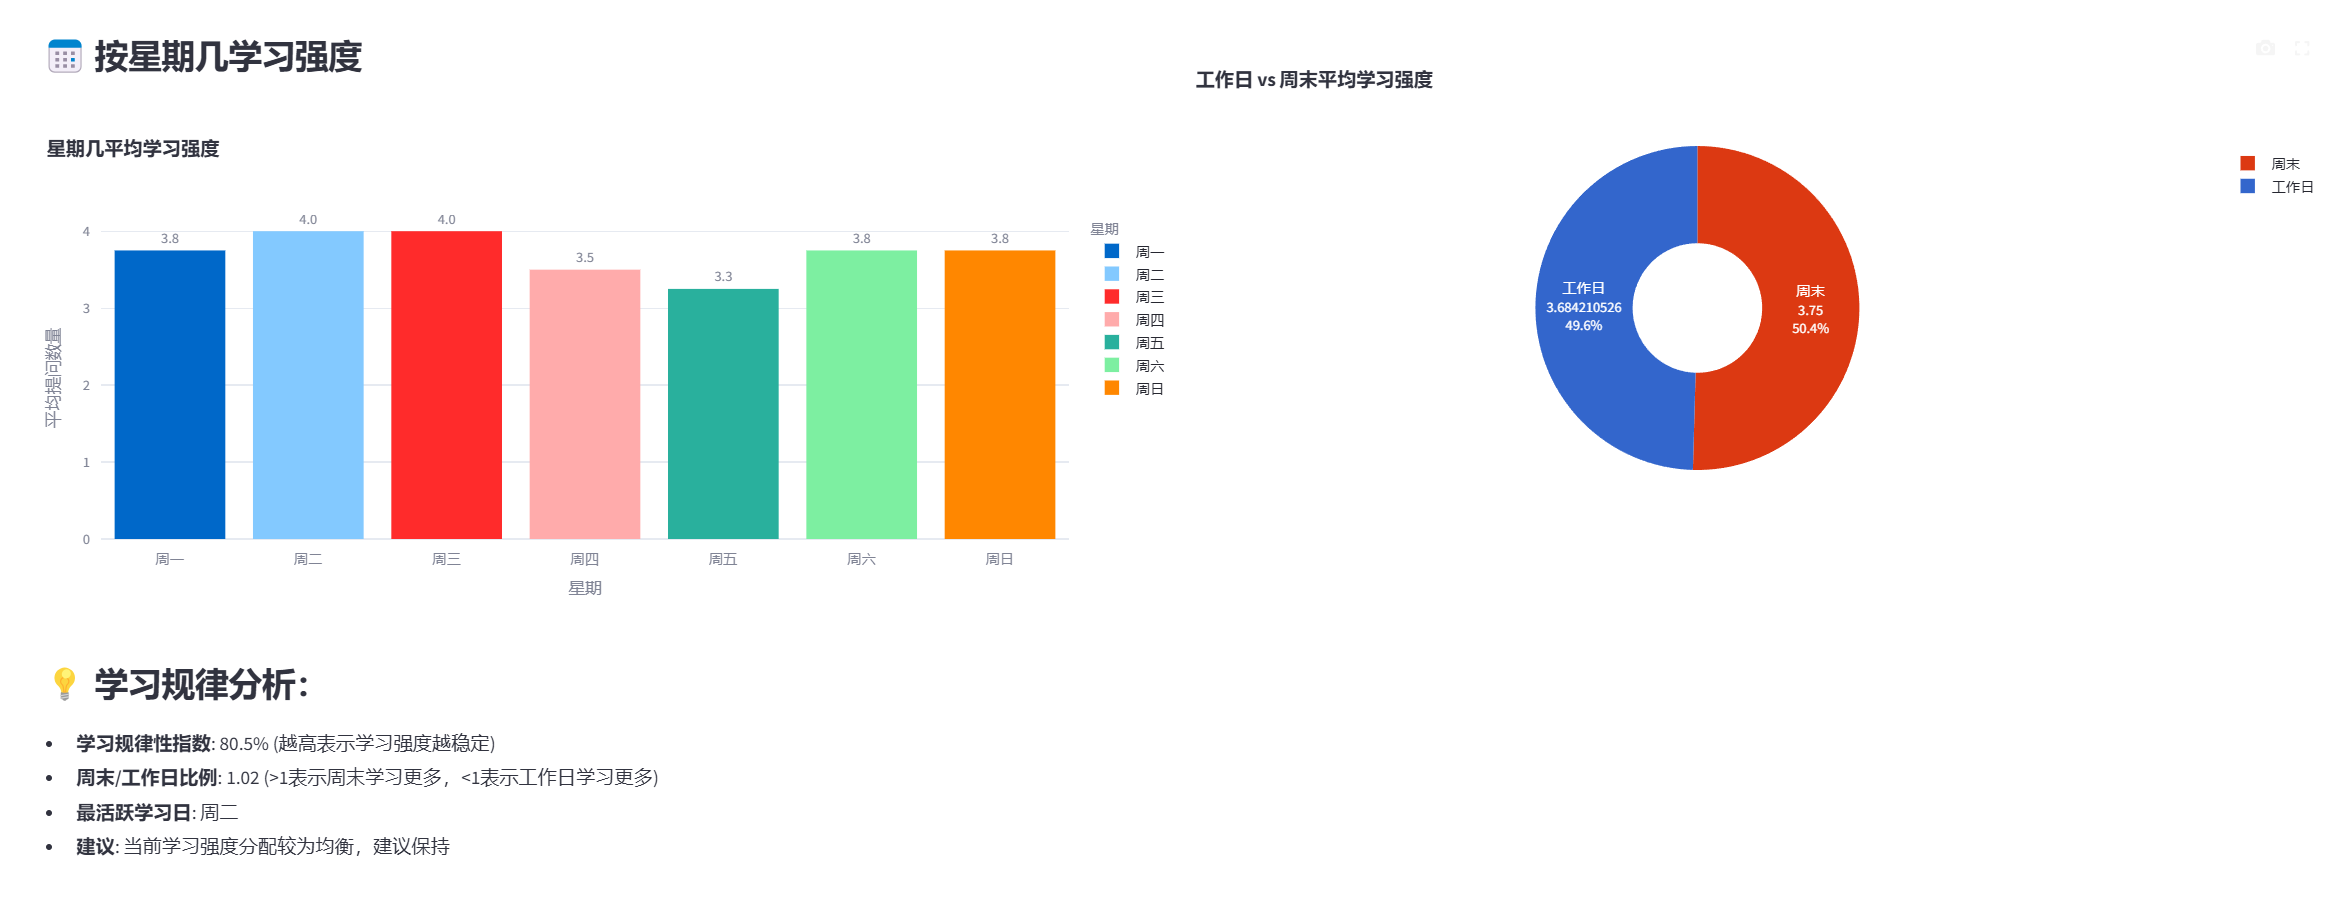 按星期几学习强度
星期几平均学习强度
平均提问数量
4
3
2
1
0
3.8
4.0
4.0
3.5
3.3
3.8
3.8
周一
周二
周三
周四
周五
周六
周日
星期
星期
周一
周二
周三
周四
周五
周六
周日
工作日 vs 周末平均学习强度
工作日
3.684210526
49.6%
周末
3.75
50.4%
周末
工作日
学习规律分析：
• 学习规律性指数: 80.5% (越高表示学习强度越稳定)
• 周末/工作日比例: 1.02 (>1表示周末学习更多，<1表示工作日学习更多)
• 最活跃学习日: 周二
• 建议: 当前学习强度分配较为均衡，建议保持